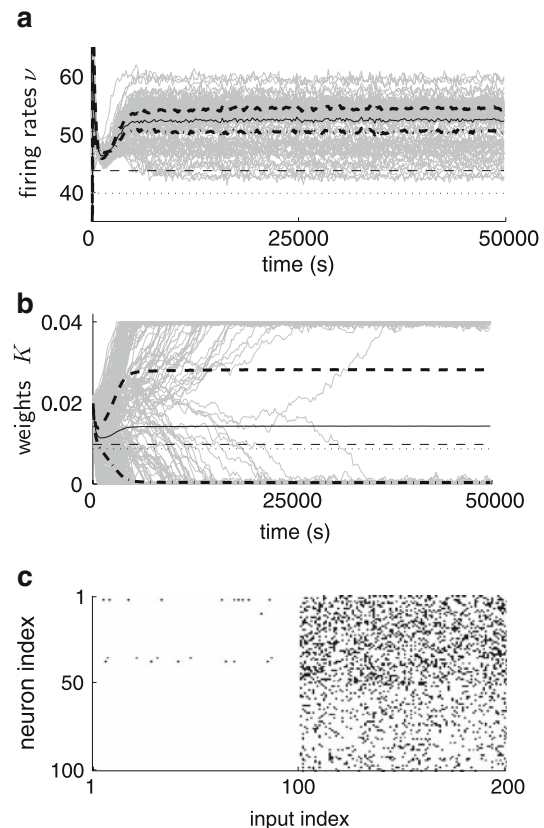 a
firing rates ν
60
50
40
0
25000
50000
time (s)
b
weights K
0.04
0.02
0
0
25000
50000
time (s)
c
neuron index
1
50
100
1
100
200
input index